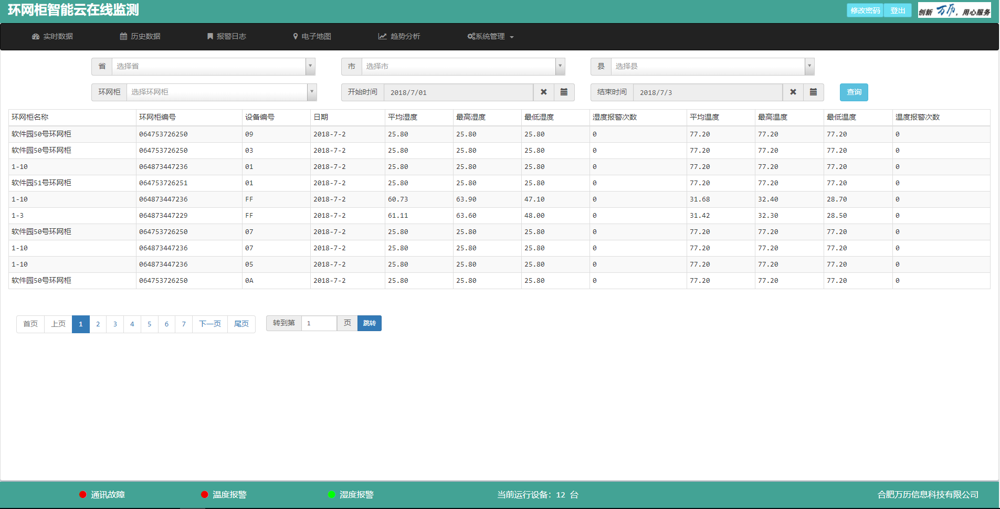 环网柜智能云在线监测
修改密码 登出 创新 万历，用心服务
实时数据 历史数据 报警日志 电子地图 趋势分析 系统管理
省 选择省 市 选择市 县 选择县
环网柜 选择环网柜 开始时间 2018/7/01 结束时间 2018/7/3 查询
环网柜名称 环网柜编号 设备编号 日期 平均湿度 最高湿度 最低湿度 湿度报警次数 平均温度 最高温度 最低温度 温度报警次数
软件园50号环网柜 064753726250 09 2018-7-2 25.80 25.80 25.80 0 77.20 77.20 77.20 0
软件园50号环网柜 064753726250 03 2018-7-2 25.80 25.80 25.80 0 77.20 77.20 77.20 0
1-10 064873447236 01 2018-7-2 25.80 25.80 25.80 0 77.20 77.20 77.20 0
软件园51号环网柜 064753726251 01 2018-7-2 25.80 25.80 25.80 0 77.20 77.20 77.20 0
1-10 064873447236 FF 2018-7-2 60.73 63.90 47.10 0 31.68 32.40 28.70 0
1-3 064873447229 FF 2018-7-2 61.11 63.60 48.00 0 31.42 32.30 28.50 0
软件园50号环网柜 064753726250 07 2018-7-2 25.80 25.80 25.80 0 77.20 77.20 77.20 0
1-10 064873447236 07 2018-7-2 25.80 25.80 25.80 0 77.20 77.20 77.20 0
1-10 064873447236 05 2018-7-2 25.80 25.80 25.80 0 77.20 77.20 77.20 0
软件园50号环网柜 064753726250 0A 2018-7-2 25.80 25.80 25.80 0 77.20 77.20 77.20 0
首页 上页 1 2 3 4 5 6 7 下一页 尾页 转到第 1 页 跳转
通讯故障 温度报警 湿度报警 当前运行设备：12 台 合肥万历信息科技有限公司